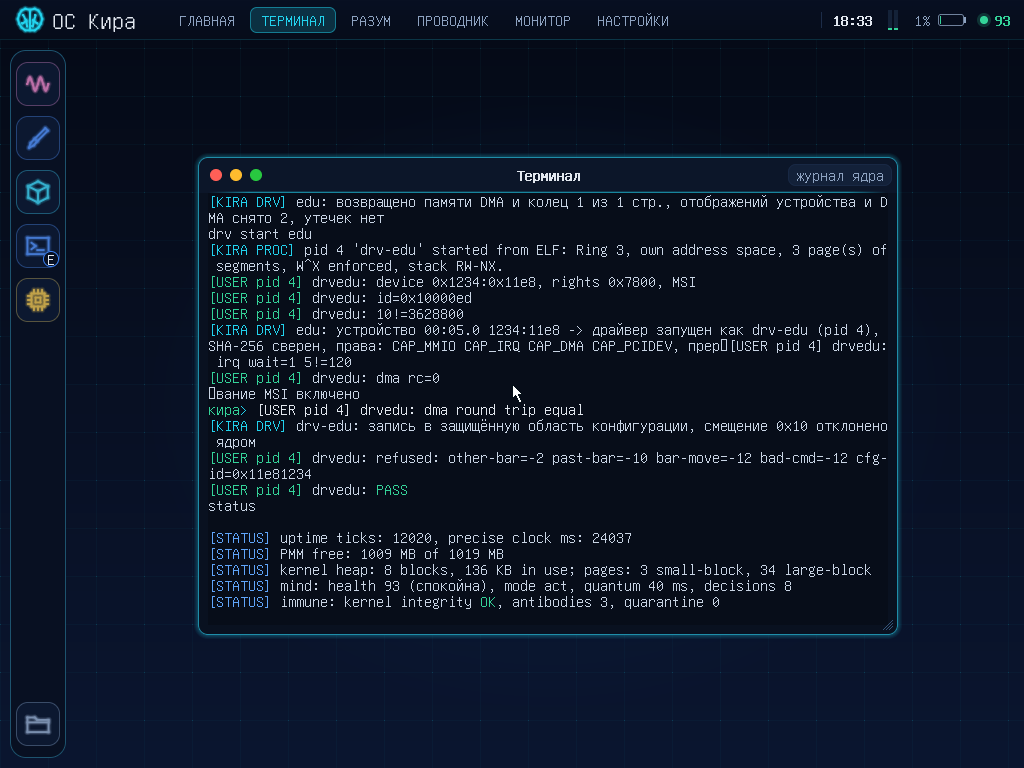 ОС Кира
ГЛАВНАЯ ТЕРМИНАЛ РАЗУМ ПРОВОДНИК МОНИТОР НАСТРОЙКИ
18:33 1% 93
E
Терминал
журнал ядра
[KIRA DRV] edu: возвращено памяти DMA и колец 1 из 1 стр., отображений устройства и D
MA снято 2, утечек нет
drv start edu
[KIRA PROC] pid 4 'drv-edu' started from ELF: Ring 3, own address space, 3 page(s) of
segments, W^X enforced, stack RW-NX.
[USER pid 4] drvedu: device 0x1234:0x11e8, rights 0x7800, MSI
[USER pid 4] drvedu: id=0x10000ed
[USER pid 4] drvedu: 10!=3628800
[KIRA DRV] edu: устройство 00:05.0 1234:11e8 -> драйвер запущен как drv-edu (pid 4),
SHA-256 сверен, права: CAP_MMIO CAP_IRQ CAP_DMA CAP_PCIDEV, прер▯[USER pid 4] drvedu:
irq wait=1 5!=120
[USER pid 4] drvedu: dma rc=0
▯вание MSI включено
кира> [USER pid 4] drvedu: dma round trip equal
[KIRA DRV] drv-edu: запись в защищённую область конфигурации, смещение 0x10 отклонено
ядром
[USER pid 4] drvedu: refused: other-bar=-2 past-bar=-10 bar-move=-12 bad-cmd=-12 cfg-
id=0x11e81234
[USER pid 4] drvedu: PASS
status
[STATUS] uptime ticks: 12020, precise clock ms: 24037
[STATUS] PMM free: 1009 MB of 1019 MB
[STATUS] kernel heap: 8 blocks, 136 KB in use; pages: 3 small-block, 34 large-block
[STATUS] mind: health 93 (спокойна), mode act, quantum 40 ms, decisions 8
[STATUS] immune: kernel integrity OK, antibodies 3, quarantine 0